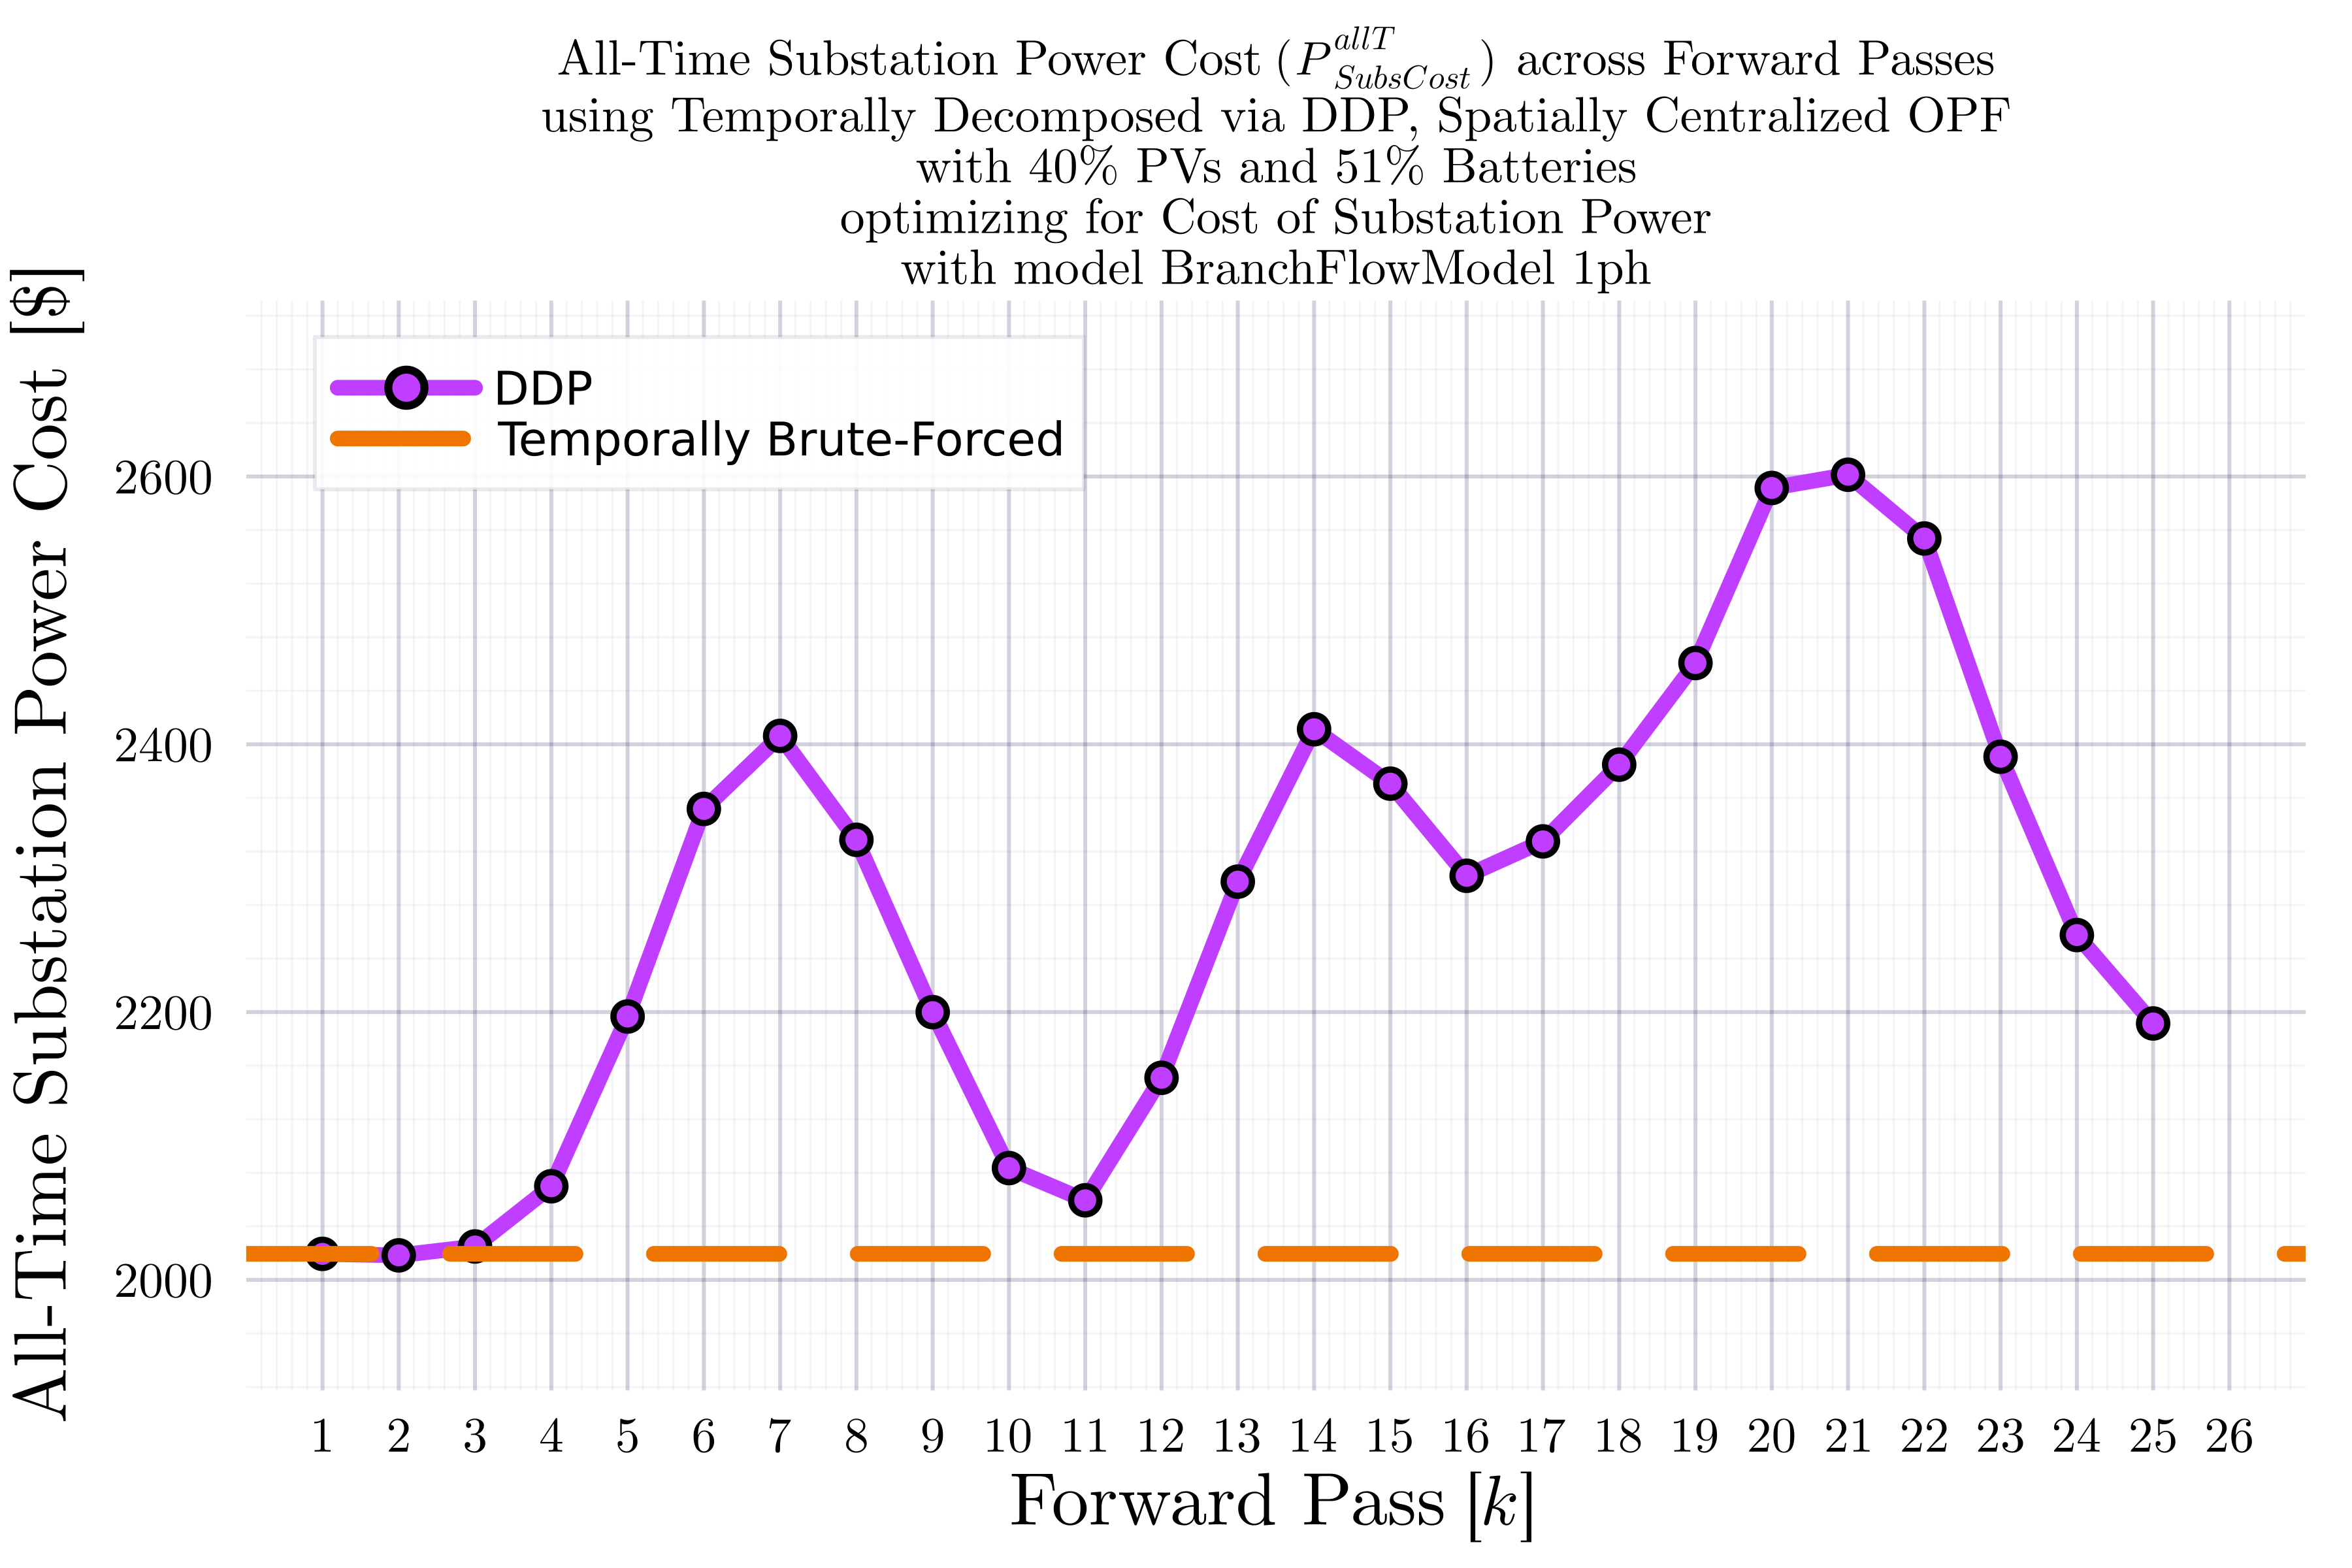 All-Time Substation Power Cost (P^{allT}_{SubsCost}) across Forward Passes
using Temporally Decomposed via DDP, Spatially Centralized OPF
with 40% PVs and 51% Batteries
optimizing for Cost of Substation Power
with model BranchFlowModel 1ph
All-Time Substation Power Cost [$]
DDP
Temporally Brute-Forced
2600
2400
2200
2000
1 2 3 4 5 6 7 8 9 10 11 12 13 14 15 16 17 18 19 20 21 22 23 24 25 26
Forward Pass [k]